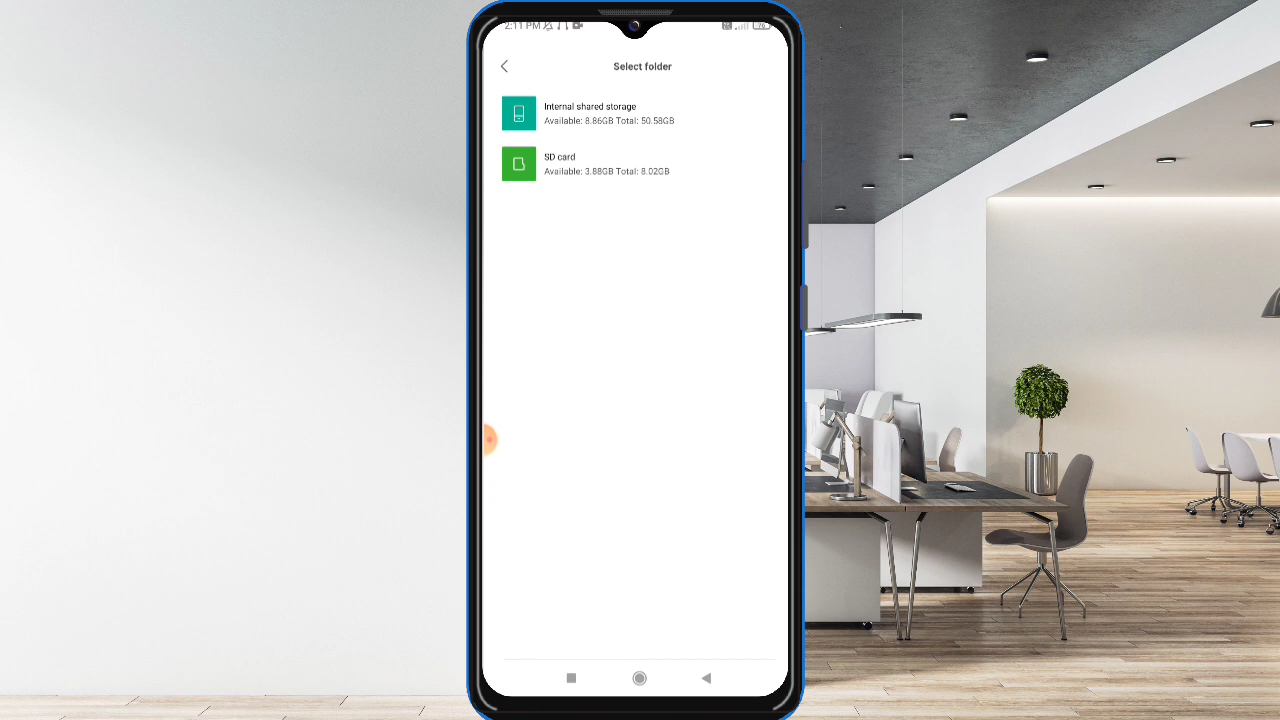 2:11 PM
Select folder
Internal shared storage
Available: 8.86GB Total: 50.58GB
SD card
Available: 3.88GB Total: 8.02GB